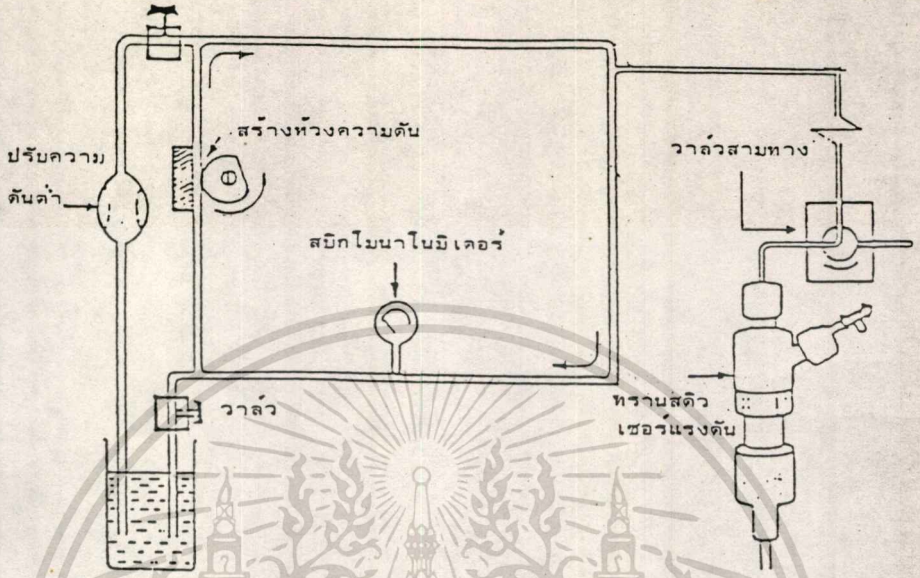 สร้างห้วงความดัน
ปรับความ
ดันต่ำ
วาล์วสามทาง
สบิกโมนาโนมิเตอร์
วาล์ว
ทรานสดิว
เซอร์แรงดัน